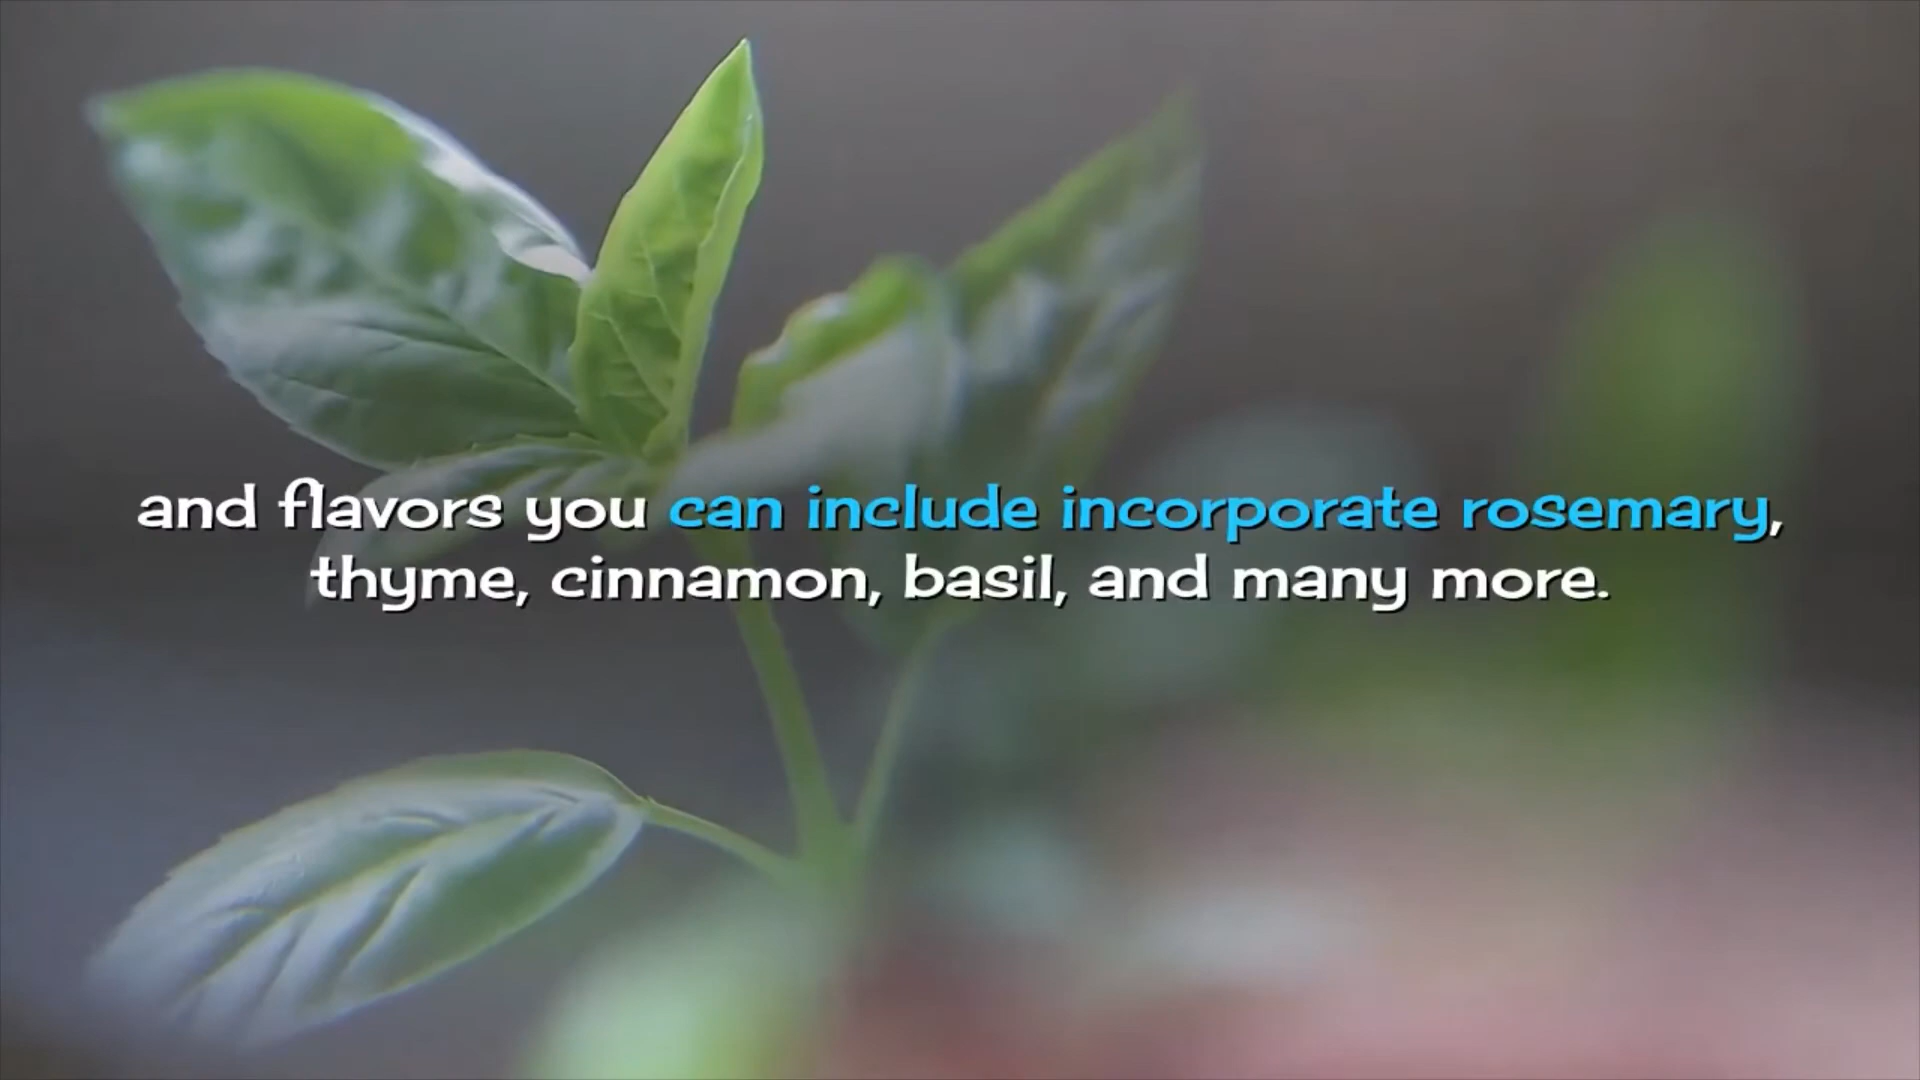 and flavors you can include incorporate rosemary,
thyme, cinnamon, basil, and many more.